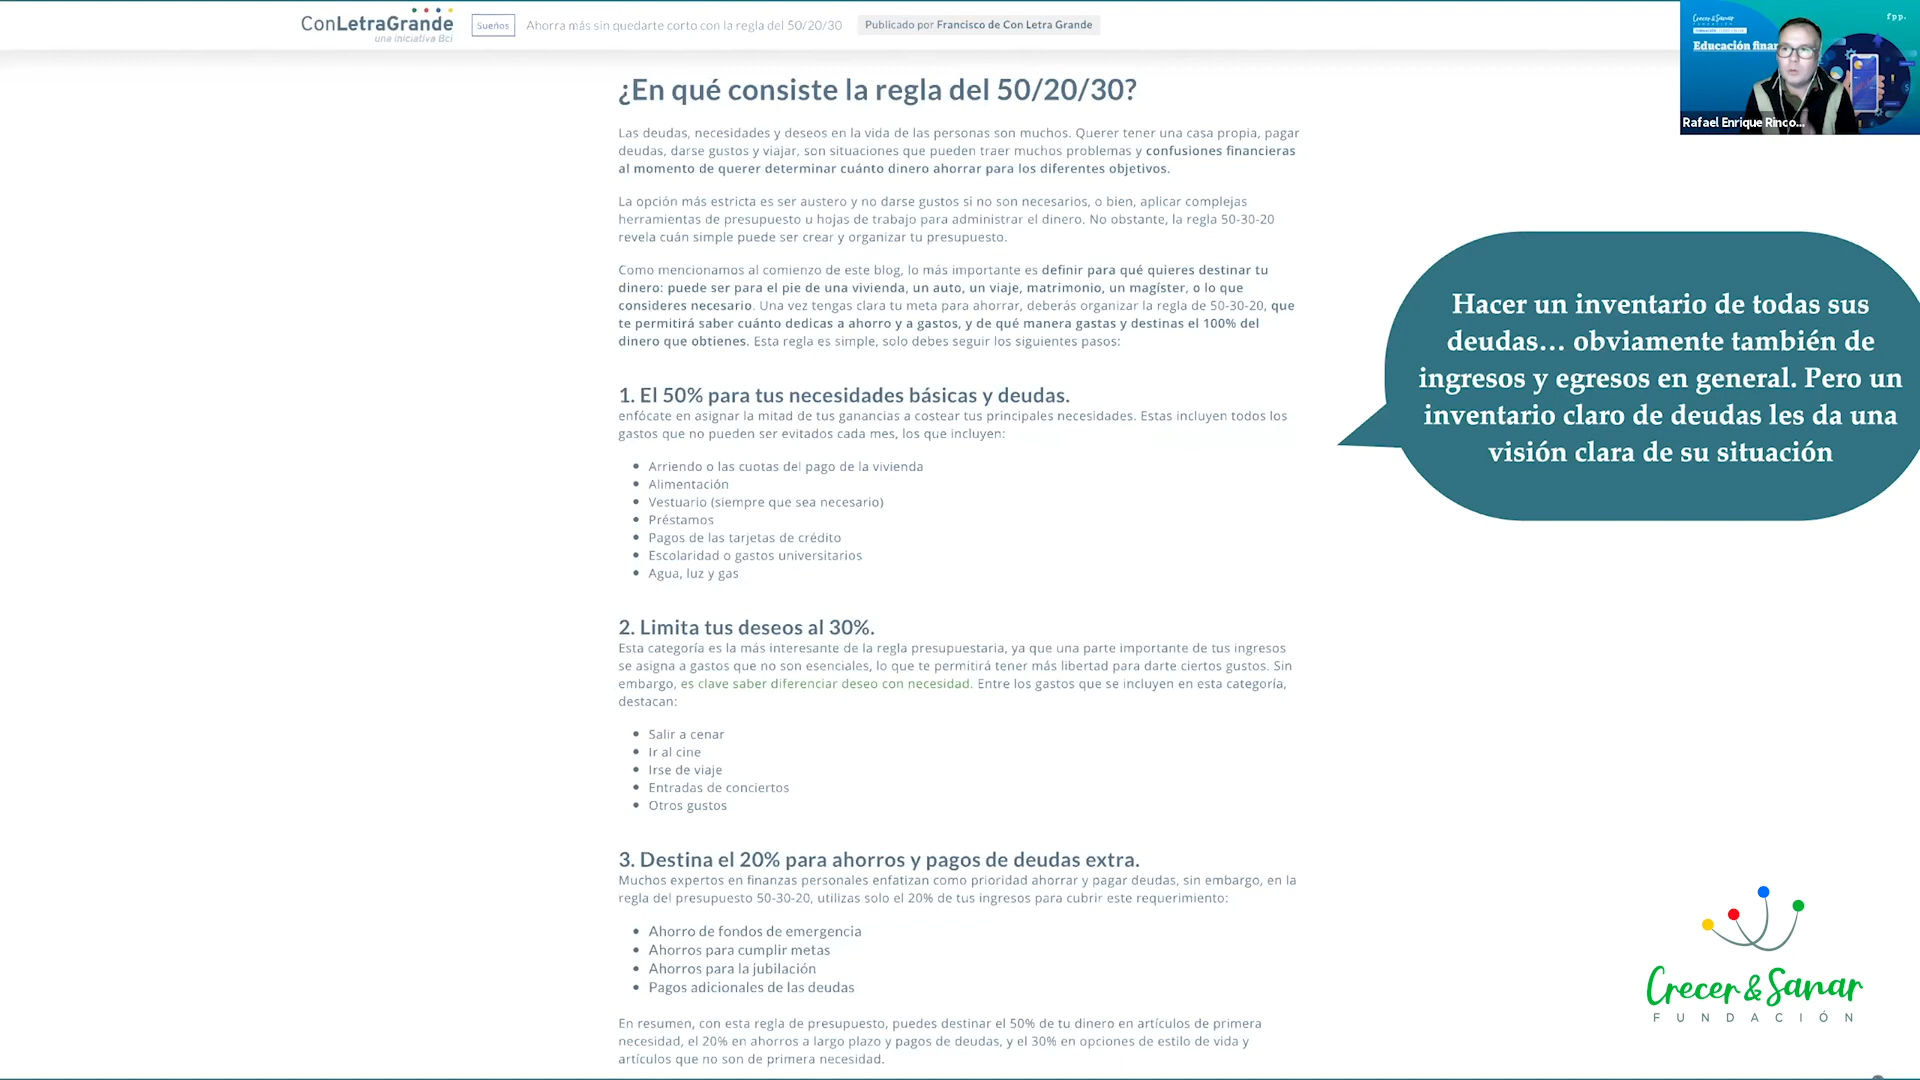 ConLetraGrande
una iniciativa Bci
Sueños
Ahorra más sin quedarte corto con la regla del 50/20/30
Publicado por Francisco de Con Letra Grande
Crecer & Sanar
Educación finan
fpp.
Rafael Enrique Rinco...
¿En qué consiste la regla del 50/20/30?
Las deudas, necesidades y deseos en la vida de las personas son muchos. Querer tener una casa propia, pagar
deudas, darse gustos y viajar, son situaciones que pueden traer muchos problemas y confusiones financieras
al momento de querer determinar cuánto dinero ahorrar para los diferentes objetivos.
La opción más estricta es ser austero y no darse gustos si no son necesarios, o bien, aplicar complejas
herramientas de presupuesto u hojas de trabajo para administrar el dinero. No obstante, la regla 50-30-20
revela cuán simple puede ser crear y organizar tu presupuesto.
Como mencionamos al comienzo de este blog, lo más importante es definir para qué quieres destinar tu
dinero: puede ser para el pie de una vivienda, un auto, un viaje, matrimonio, un magíster, o lo que
consideres necesario. Una vez tengas clara tu meta para ahorrar, deberás organizar la regla de 50-30-20, que
te permitirá saber cuánto dedicas a ahorro y a gastos, y de qué manera gastas y destinas el 100% del
dinero que obtienes. Esta regla es simple, solo debes seguir los siguientes pasos:
1. El 50% para tus necesidades básicas y deudas.
enfócate en asignar la mitad de tus ganancias a costear tus principales necesidades. Estas incluyen todos los
gastos que no pueden ser evitados cada mes, los que incluyen:
Arriendo o las cuotas del pago de la vivienda
Alimentación
Vestuario (siempre que sea necesario)
Préstamos
Pagos de las tarjetas de crédito
Escolaridad o gastos universitarios
Agua, luz y gas
2. Limita tus deseos al 30%.
Esta categoría es la más interesante de la regla presupuestaria, ya que una parte importante de tus ingresos
se asigna a gastos que no son esenciales, lo que te permitirá tener más libertad para darte ciertos gustos. Sin
embargo, es clave saber diferenciar deseo con necesidad. Entre los gastos que se incluyen en esta categoría,
destacan:
Salir a cenar
Ir al cine
Irse de viaje
Entradas de conciertos
Otros gustos
3. Destina el 20% para ahorros y pagos de deudas extra.
Muchos expertos en finanzas personales enfatizan como prioridad ahorrar y pagar deudas, sin embargo, en la
regla del presupuesto 50-30-20, utilizas solo el 20% de tus ingresos para cubrir este requerimiento:
Ahorro de fondos de emergencia
Ahorros para cumplir metas
Ahorros para la jubilación
Pagos adicionales de las deudas
En resumen, con esta regla de presupuesto, puedes destinar el 50% de tu dinero en artículos de primera
necesidad, el 20% en ahorros a largo plazo y pagos de deudas, y el 30% en opciones de estilo de vida y
artículos que no son de primera necesidad.
Hacer un inventario de todas sus
deudas... obviamente también de
ingresos y egresos en general. Pero un
inventario claro de deudas les da una
visión clara de su situación
Crecer & Sanar
FUNDACIÓN